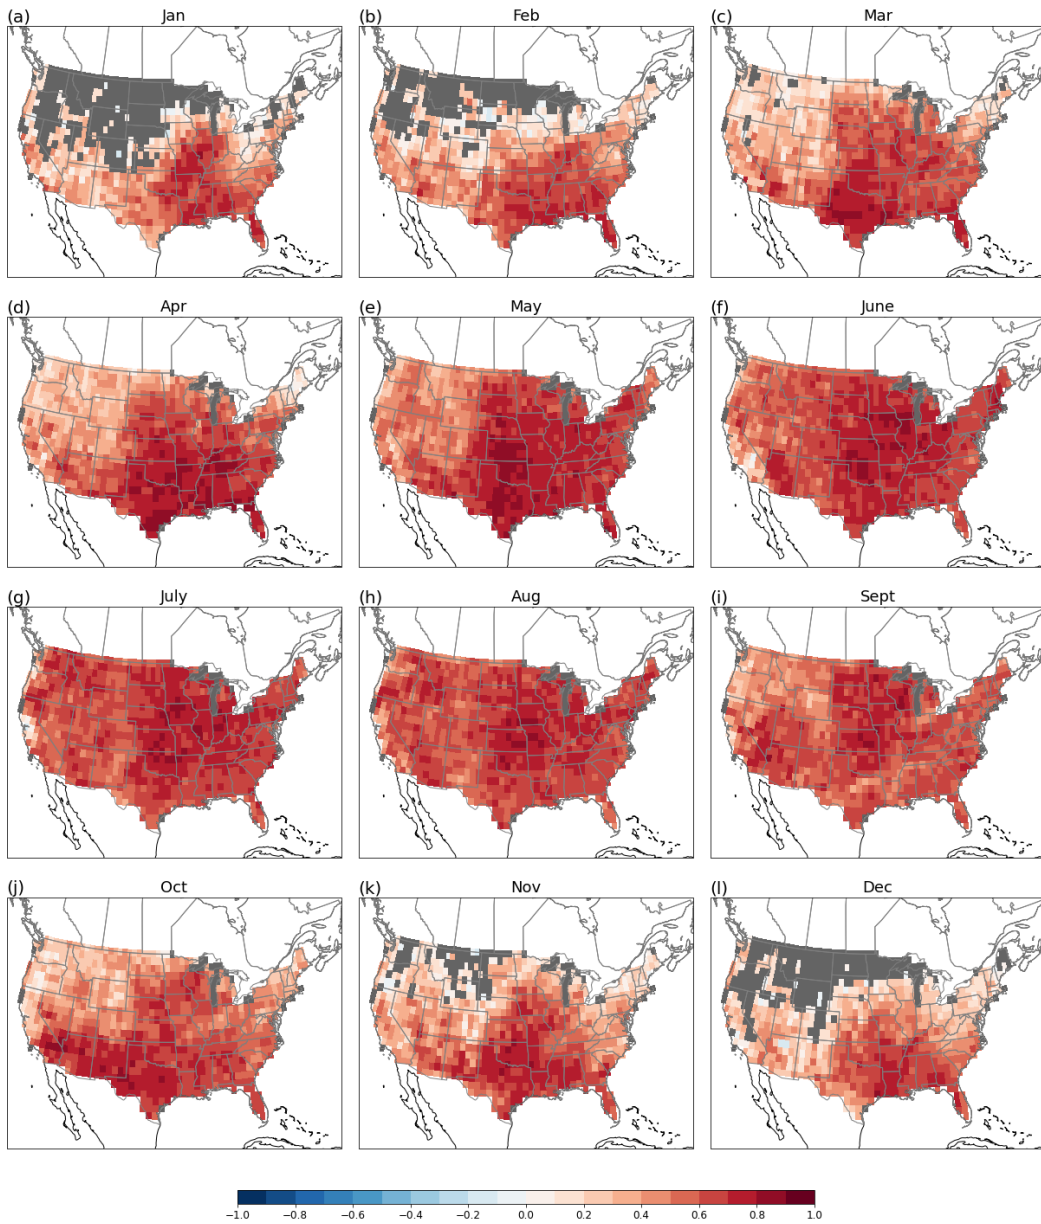 (a) Jan
(b) Feb
(c) Mar
(d) Apr
(e) May
(f) June
(g) July
(h) Aug
(i) Sept
(j) Oct
(k) Nov
(l) Dec
−1.0 −0.8 −0.6 −0.4 −0.2 0.0 0.2 0.4 0.6 0.8 1.0